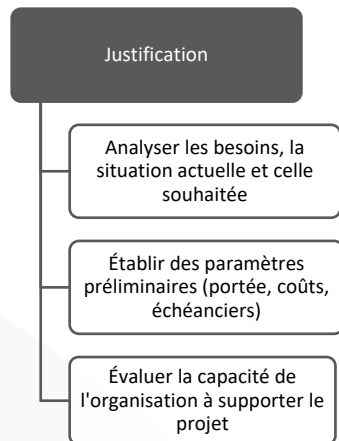 Justification
Analyser les besoins, la
situation actuelle et celle
souhaitée
Établir des paramètres
préliminaires (portée, coûts,
échéanciers)
Évaluer la capacité de
l'organisation à supporter le
projet